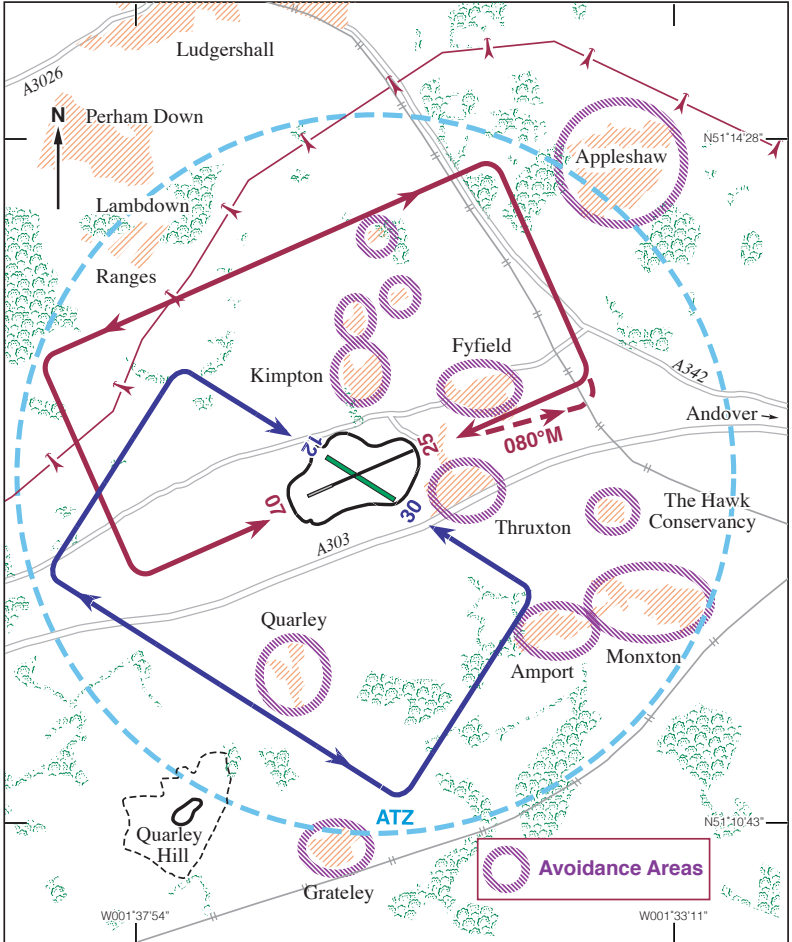 Ludgershall
A3026
N
Perham Down
N51°14'28"
Appleshaw
Lambdown
Ranges
Fyfield
Kimpton
A342
Andover
12
25
080°M
07
30
The Hawk
Conservancy
Thruxton
A303
Quarley
Monxton
Amport
ATZ
N51°10'43"
Quarley
Hill
Avoidance Areas
Grateley
W001°37'54"
W001°33'11"